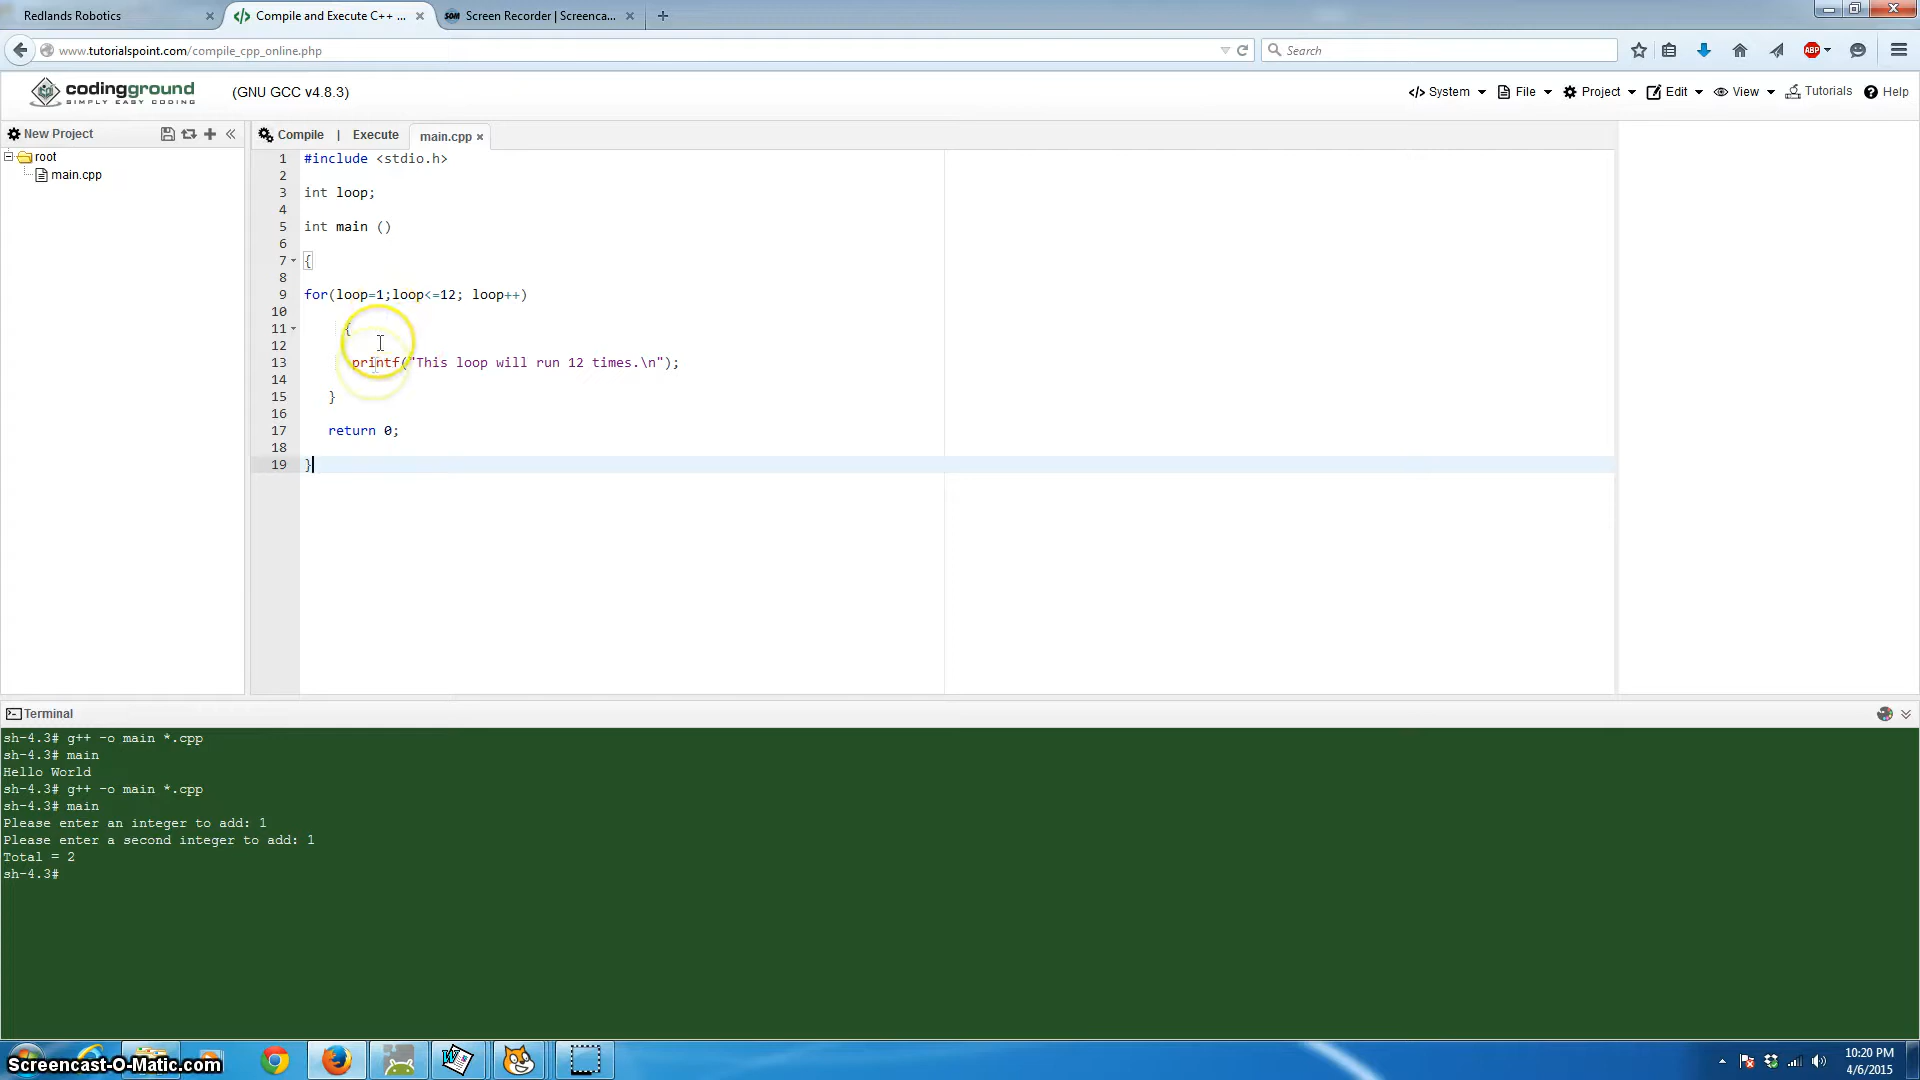 Redlands Robotics
Compile and Execute C++ ...
SOM Screen Recorder | Screenca...
www.tutorialspoint.com/compile_cpp_online.php
Search
ABP
codingground
SIMPLY EASY CODING
(GNU GCC v4.8.3)
</> System
File
Project
Edit
View
Tutorials
Help
New Project
Compile | Execute
main.cpp
root
main.cpp
1 #include <stdio.h>
2
3 int loop;
4
5 int main ()
6
7 {
8
9 for(loop=1;loop<=12; loop++)
10
11 {
12
13 printf("This loop will run 12 times.\n");
14
15 }
16
17 return 0;
18
19 }
Terminal
sh-4.3# g++ -o main *.cpp
sh-4.3# main
Hello World
sh-4.3# g++ -o main *.cpp
sh-4.3# main
Please enter an integer to add: 1
Please enter a second integer to add: 1
Total = 2
sh-4.3#
Screencast-O-Matic.com
10:20 PM
4/6/2015